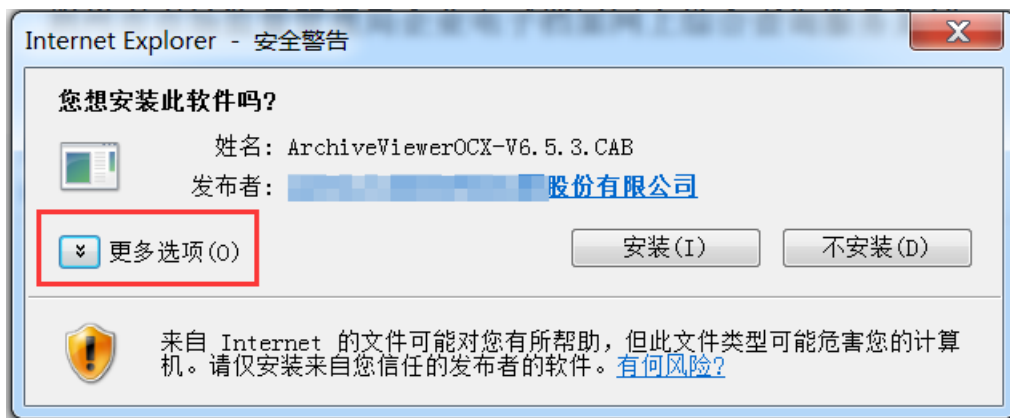 Internet Explorer - 安全警告
您想安装此软件吗?
姓名: ArchiveViewerOCX-V6.5.3.CAB
发布者: 股份有限公司
更多选项(O)
安装(I)
不安装(D)
来自 Internet 的文件可能对您有所帮助，但此文件类型可能危害您的计算
机。请仅安装来自您信任的发布者的软件。有何风险?